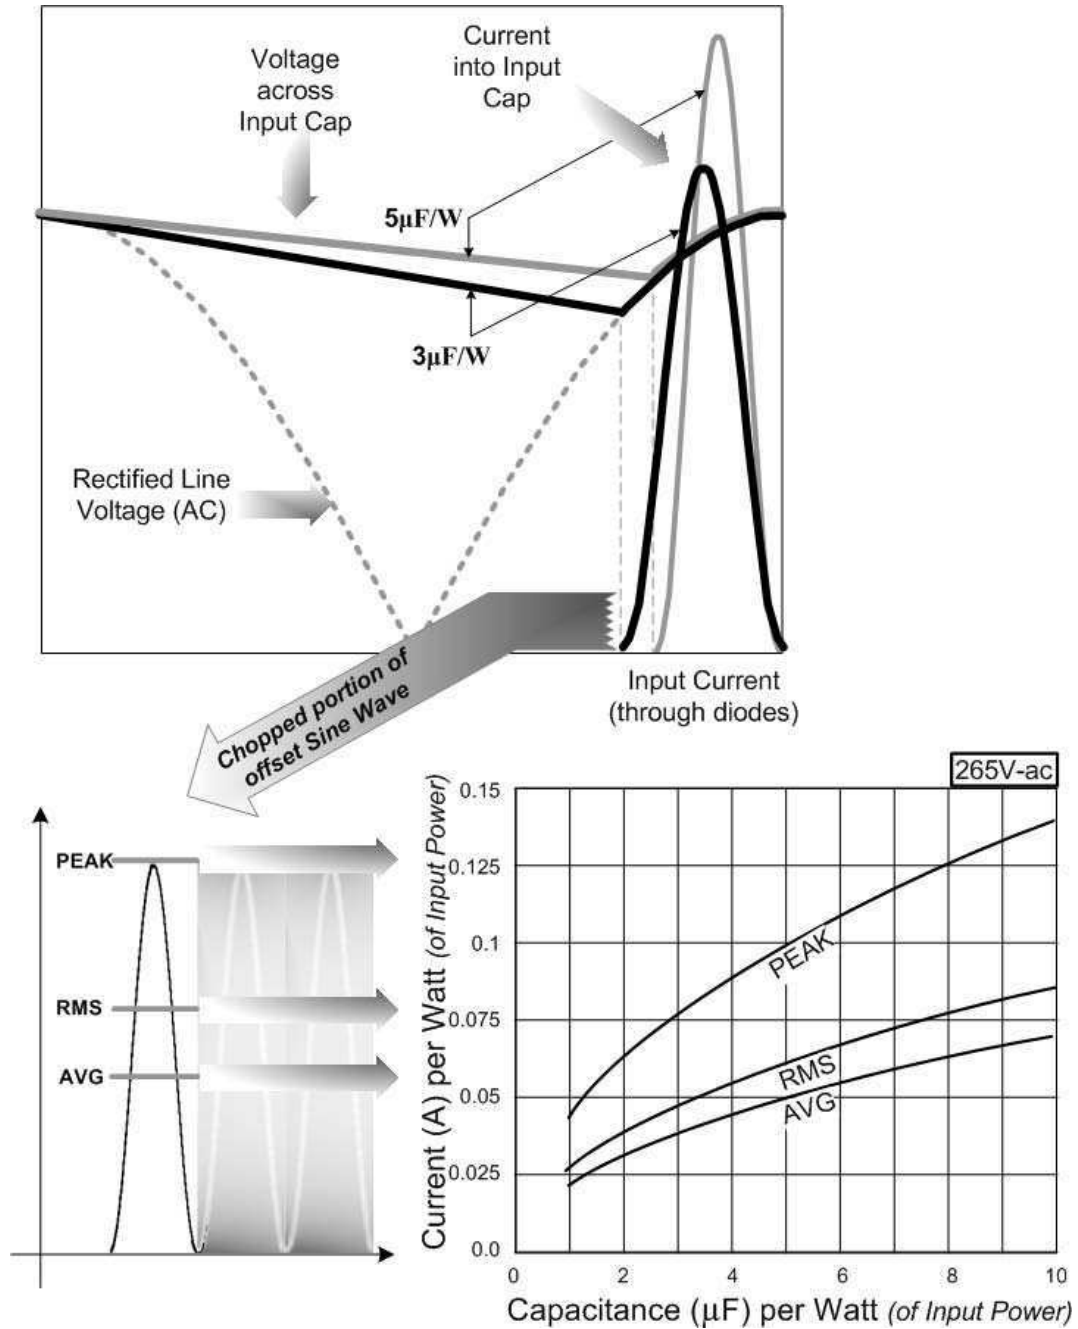 Voltage
across
Input Cap
Current
into Input
Cap
5µF/W
3µF/W
Rectified Line
Voltage (AC)
Input Current
(through diodes)
Chopped portion of
offset Sine Wave
PEAK
RMS
AVG
265V-ac
Current (A) per Watt (of Input Power)
0.15
0.125
0.1
0.075
0.05
0.025
0.0
PEAK
RMS
AVG
0 2 4 6 8 10
Capacitance (µF) per Watt (of Input Power)